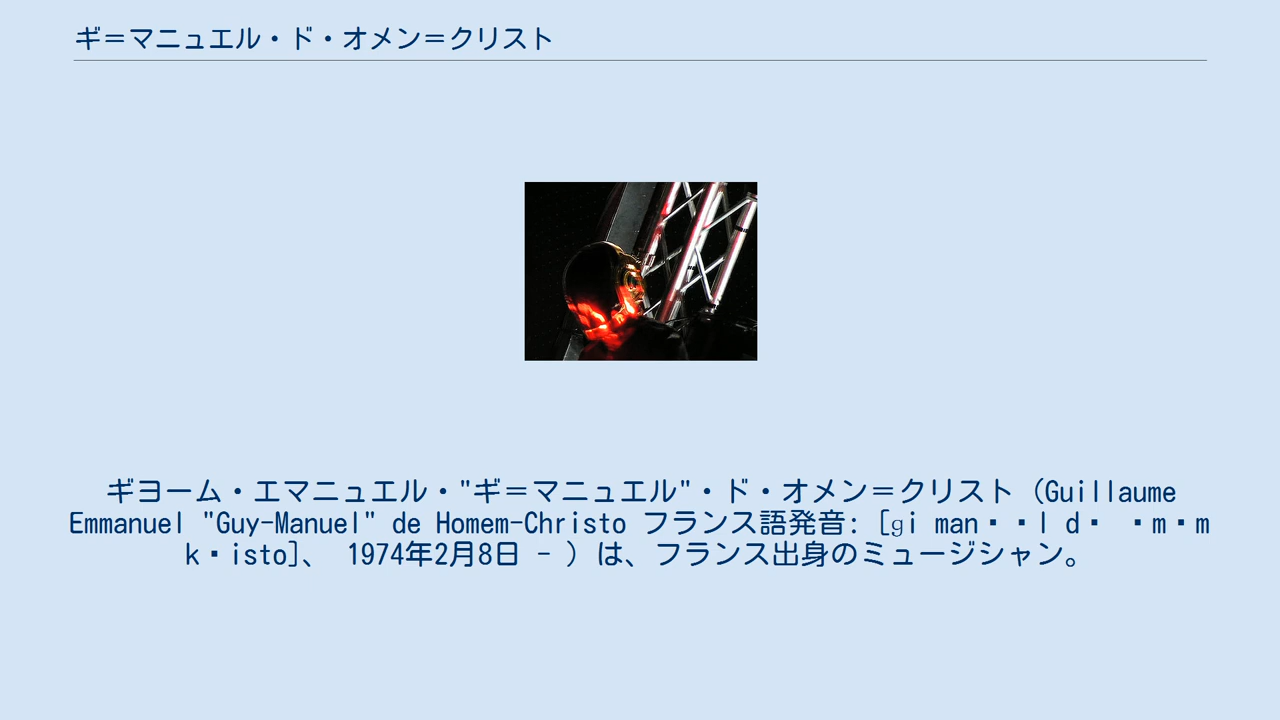 ギ＝マニュエル・ド・オメン＝クリスト
ギヨーム・エマニュエル・"ギ＝マニュエル"・ド・オメン＝クリスト（Guillaume
Emmanuel "Guy-Manuel" de Homem-Christo フランス語発音: [ɡi man▪▪l d▪ ▪m▪m
k▪isto]、 1974年2月8日 - ）は、フランス出身のミュージシャン。